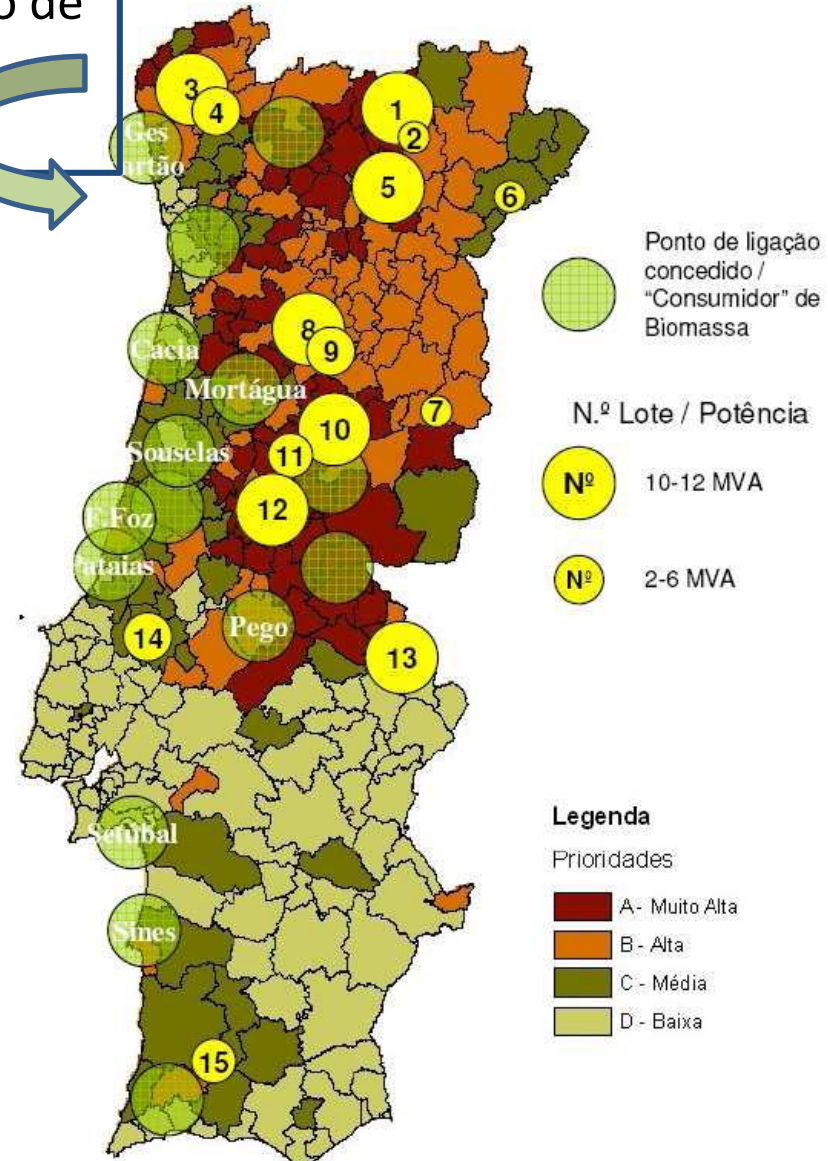 o de
3
4
1
2
Ges
artão
5
6
Ponto de ligação
concedido /
“Consumidor” de
Biomassa
8
9
Cacia
Mortágua
7
N.º Lote / Potência
10
Souselas
11
Nº 10-12 MVA
12
F.Foz
Pataias
Nº 2-6 MVA
Pego
14
13
Legenda
Prioridades
Setúbal
A- Muito Alta
B - Alta
Sines
C - Média
D - Baixa
15